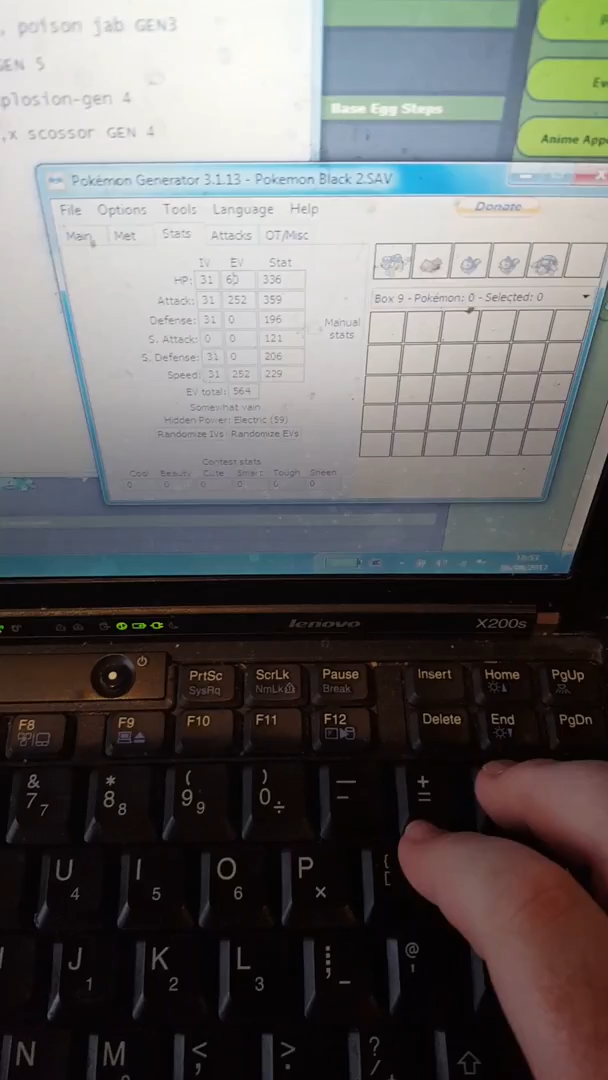 , poison jab GEN3
GEN 5
plosion-gen 4
,x scossor GEN 4
Base Egg Steps
Anime Appe
Pokémon Generator 3.1.13 - Pokemon Black 2.SAV
File Options Tools Language Help
Donate
Main Met Stats Attacks OT/Misc
IV EV Stat
HP: 31 60 336
Attack: 31 252 359
Defense: 31 0 196
S. Attack: 0 0 121
S. Defense: 31 0 206
Speed: 31 252 229
EV total: 564
Somewhat vain
Hidden Power: Electric (59)
Randomize IVs Randomize EVs
Manual
stats
Box 9 - Pokémon: 0 - Selected: 0
Contest stats
Cool Beauty Cute Smart Tough Sheen
0 0 0 0 0 0
lenovo X200s
PrtSc
SysRq
ScrLk
NmLk
Pause
Break
Insert
Home
PgUp
F8
F9
F10
F11
F12
Delete
End
PgDn
& 7 7
* 8 8
( 9 9
) 0 ÷
_ -
+ =
U 4
I 5
O 6
P x
{ [
J 1
K 2
L 3
: ; _
@ '
N
M
<
>
? /